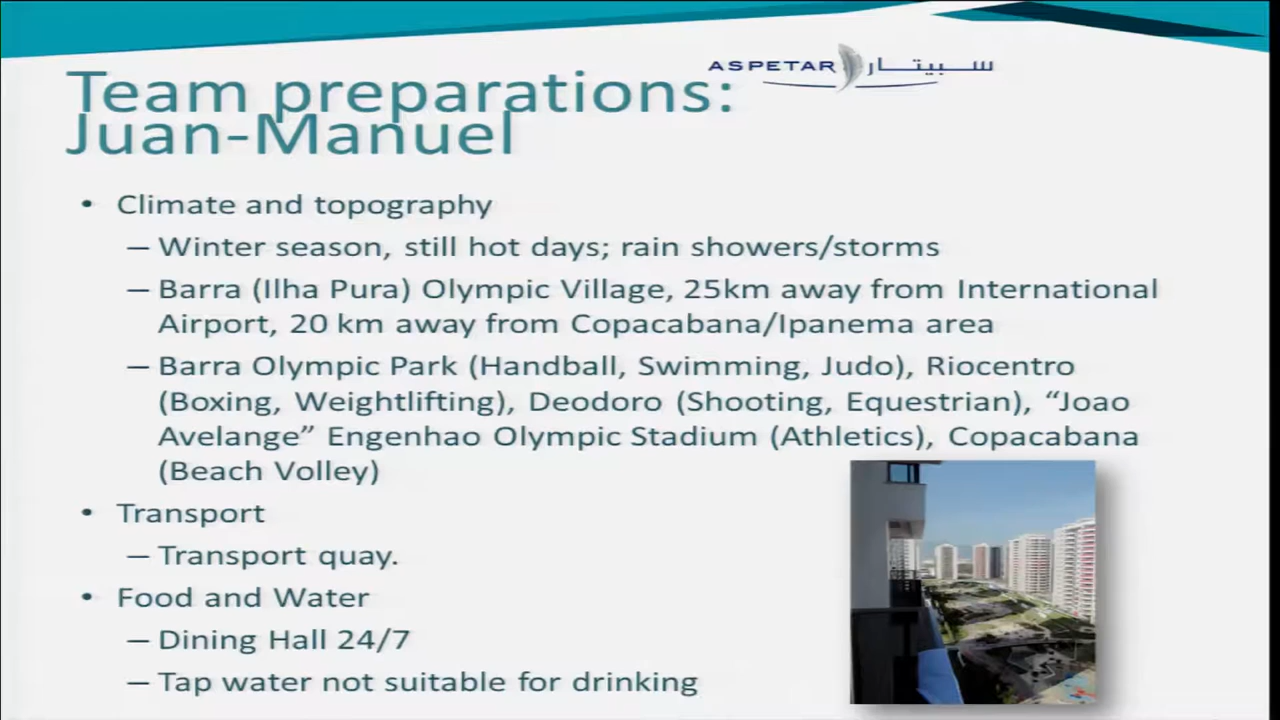 ASPETAR سبيتار
Team preparations:
Juan-Manuel
• Climate and topography
– Winter season, still hot days; rain showers/storms
– Barra (Ilha Pura) Olympic Village, 25km away from International
Airport, 20 km away from Copacabana/Ipanema area
– Barra Olympic Park (Handball, Swimming, Judo), Riocentro
(Boxing, Weightlifting), Deodoro (Shooting, Equestrian), “Joao
Avelange” Engenhao Olympic Stadium (Athletics), Copacabana
(Beach Volley)
• Transport
– Transport quay.
• Food and Water
– Dining Hall 24/7
– Tap water not suitable for drinking